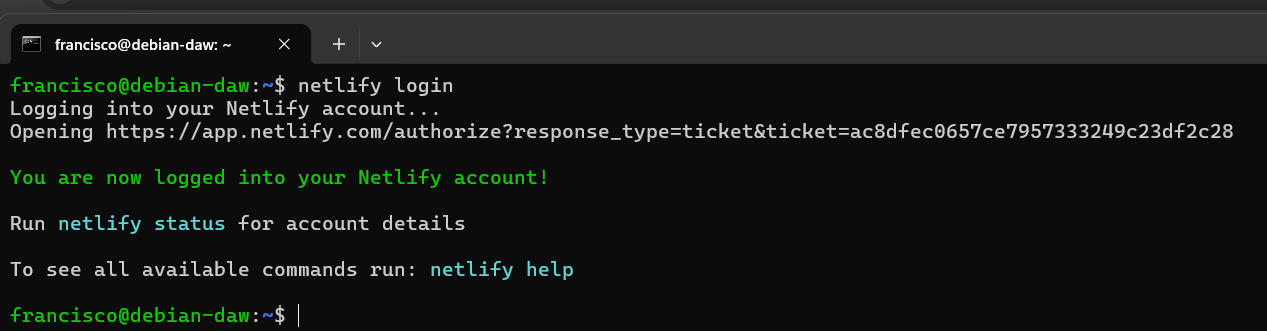 francisco@debian-daw: ~
francisco@debian-daw:~$ netlify login
Logging into your Netlify account...
Opening https://app.netlify.com/authorize?response_type=ticket&ticket=ac8dfec0657ce7957333249c23df2c28
You are now logged into your Netlify account!
Run netlify status for account details
To see all available commands run: netlify help
francisco@debian-daw:~$